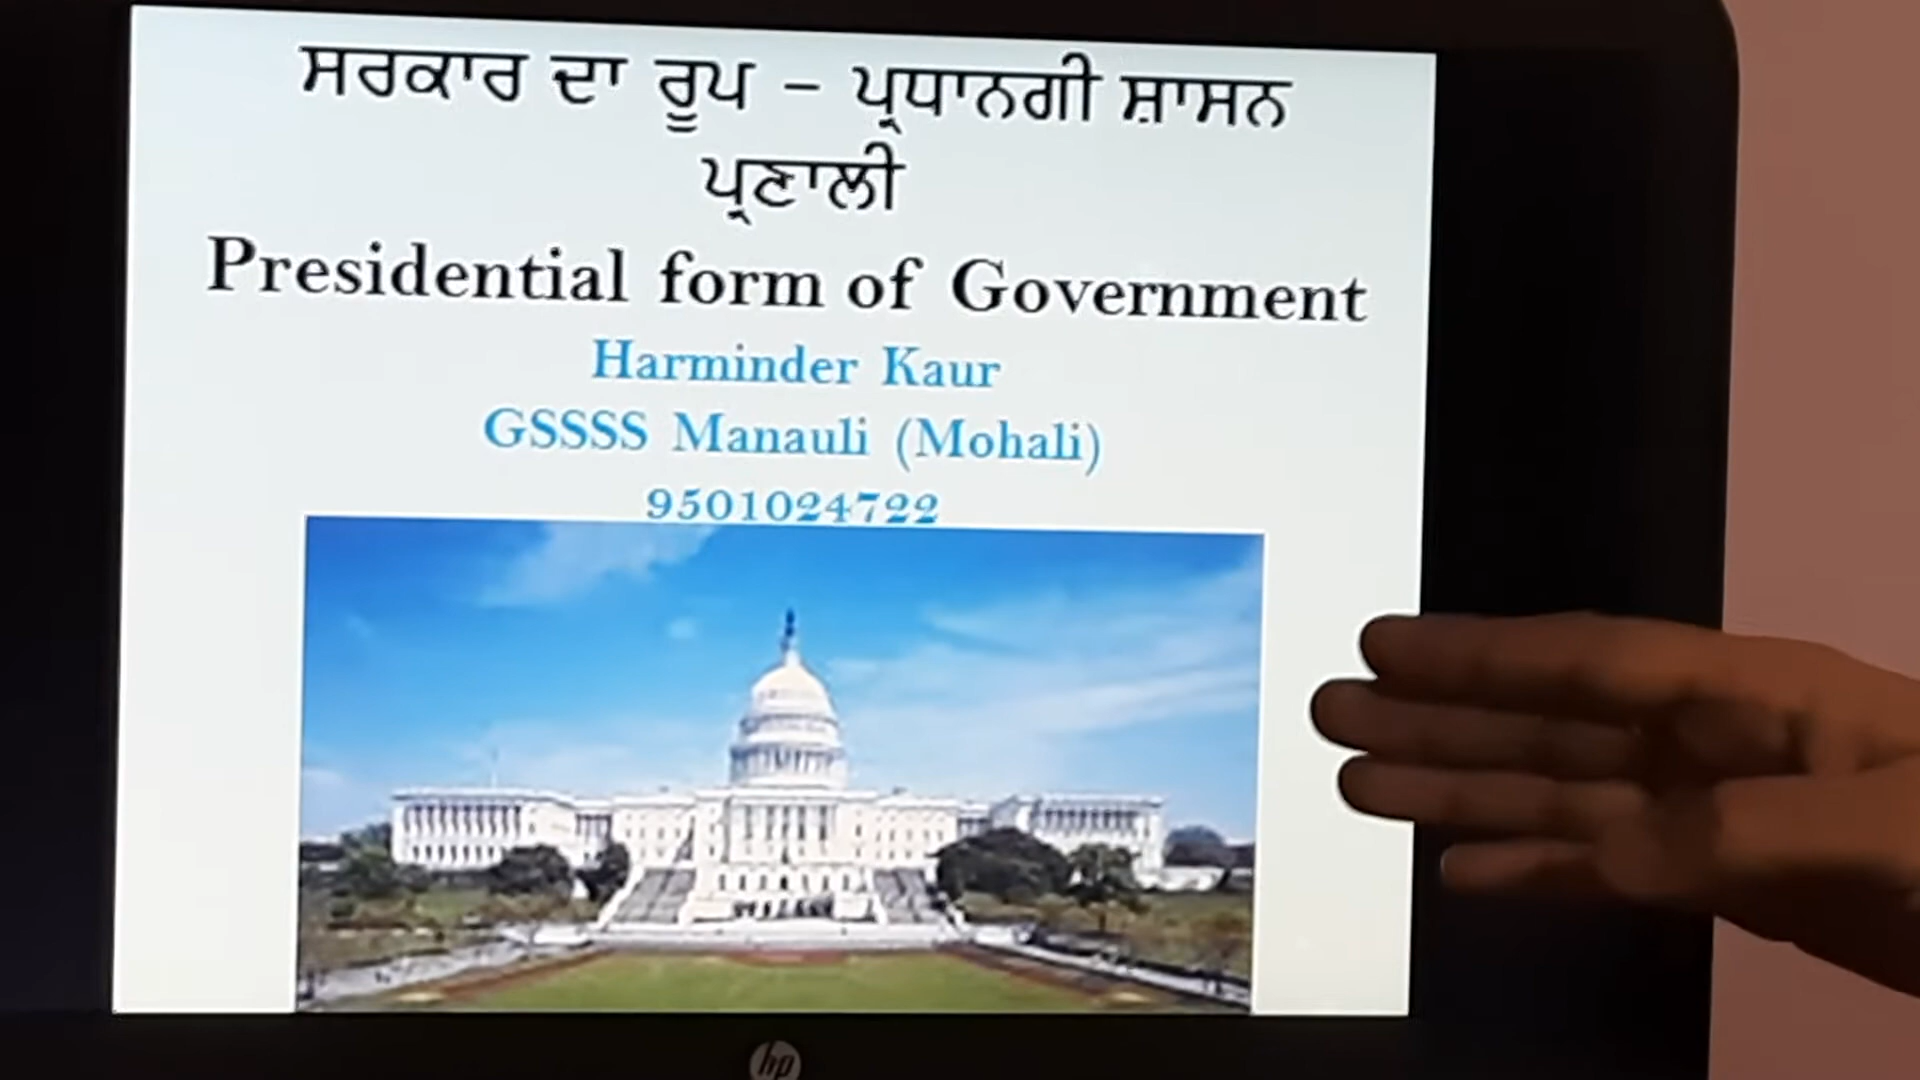 ਸਰਕਾਰ ਦਾ ਰੂਪ – ਪ੍ਰਧਾਨਗੀ ਸ਼ਾਸਨ
ਪ੍ਰਣਾਲੀ
Presidential form of Government
Harminder Kaur
GSSSS Manauli (Mohali)
9501024722
hp